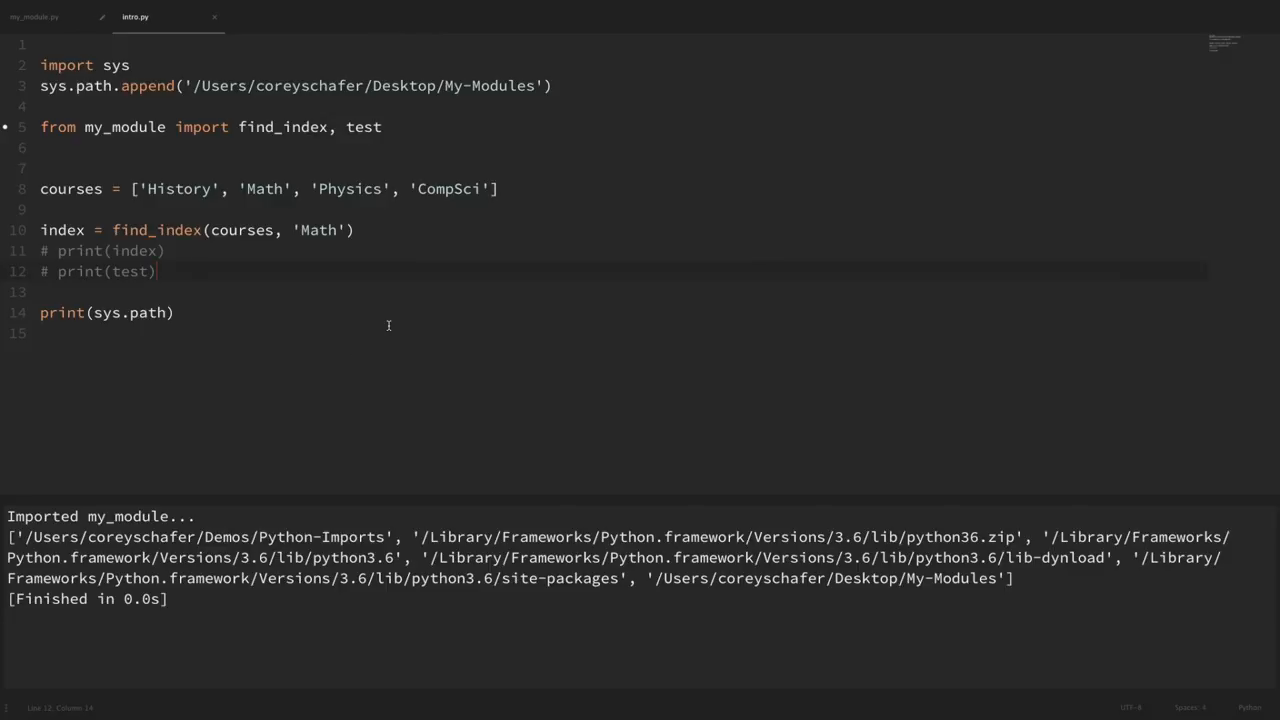 my_module.py
intro.py
1
2 import sys
3 sys.path.append('/Users/coreyschafer/Desktop/My-Modules')
4
5 from my_module import find_index, test
6
7
8 courses = ['History', 'Math', 'Physics', 'CompSci']
9
10 index = find_index(courses, 'Math')
11 # print(index)
12 # print(test)
13
14 print(sys.path)
15
Imported my_module...
['/Users/coreyschafer/Demos/Python-Imports', '/Library/Frameworks/Python.framework/Versions/3.6/lib/python36.zip', '/Library/Frameworks/
Python.framework/Versions/3.6/lib/python3.6', '/Library/Frameworks/Python.framework/Versions/3.6/lib/python3.6/lib-dynload', '/Library/
Frameworks/Python.framework/Versions/3.6/lib/python3.6/site-packages', '/Users/coreyschafer/Desktop/My-Modules']
[Finished in 0.0s]
Line 12, Column 14
UTF-8
Spaces: 4
Python